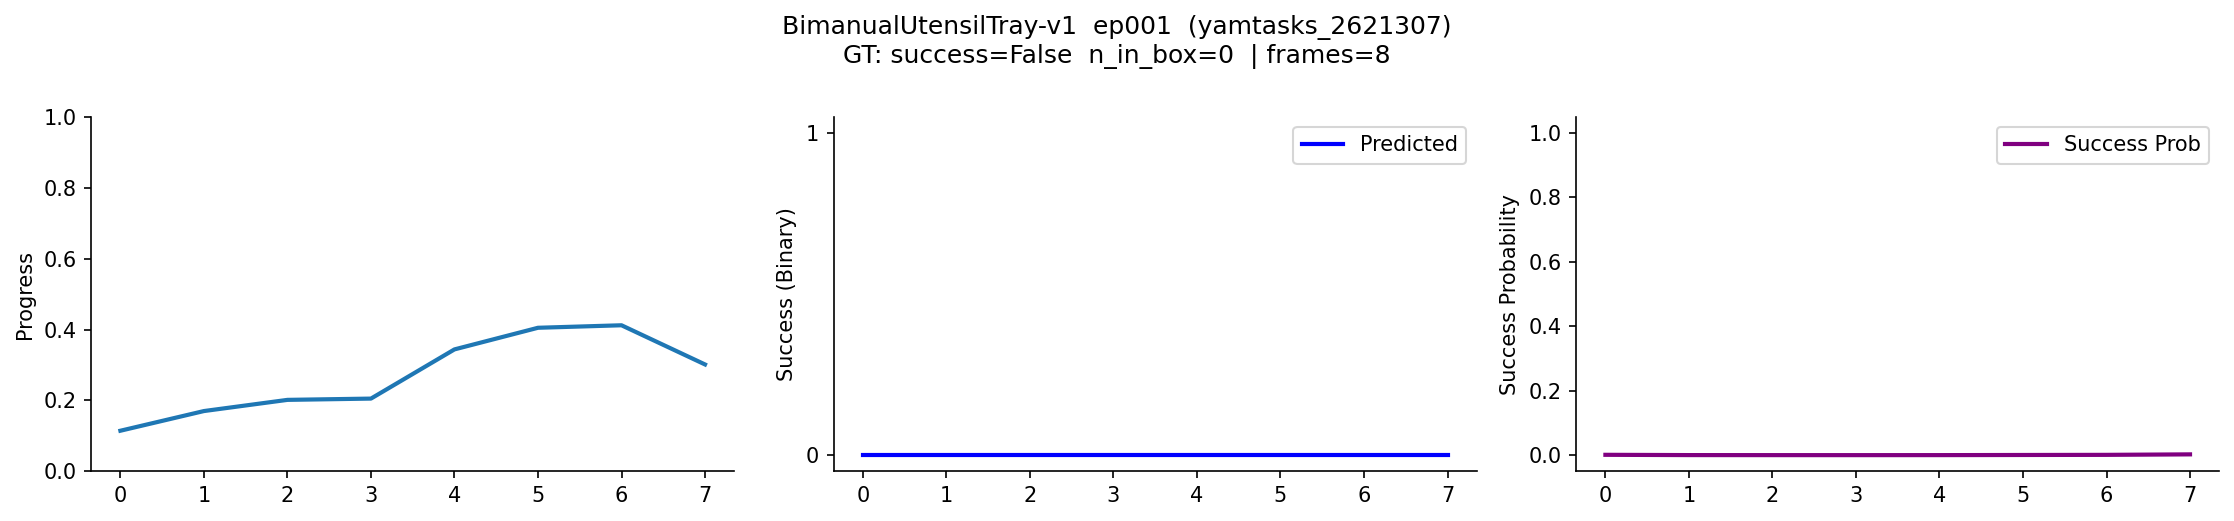 BimanualUtensilTray-v1 ep001 (yamtasks_2621307)
GT: success=False n_in_box=0 | frames=8
Progress
1.0
0.8
0.6
0.4
0.2
0.0
0 1 2 3 4 5 6 7
Success (Binary)
1
0
Predicted
0 1 2 3 4 5 6 7
Success Probability
1.0
0.8
0.6
0.4
0.2
0.0
Success Prob
0 1 2 3 4 5 6 7